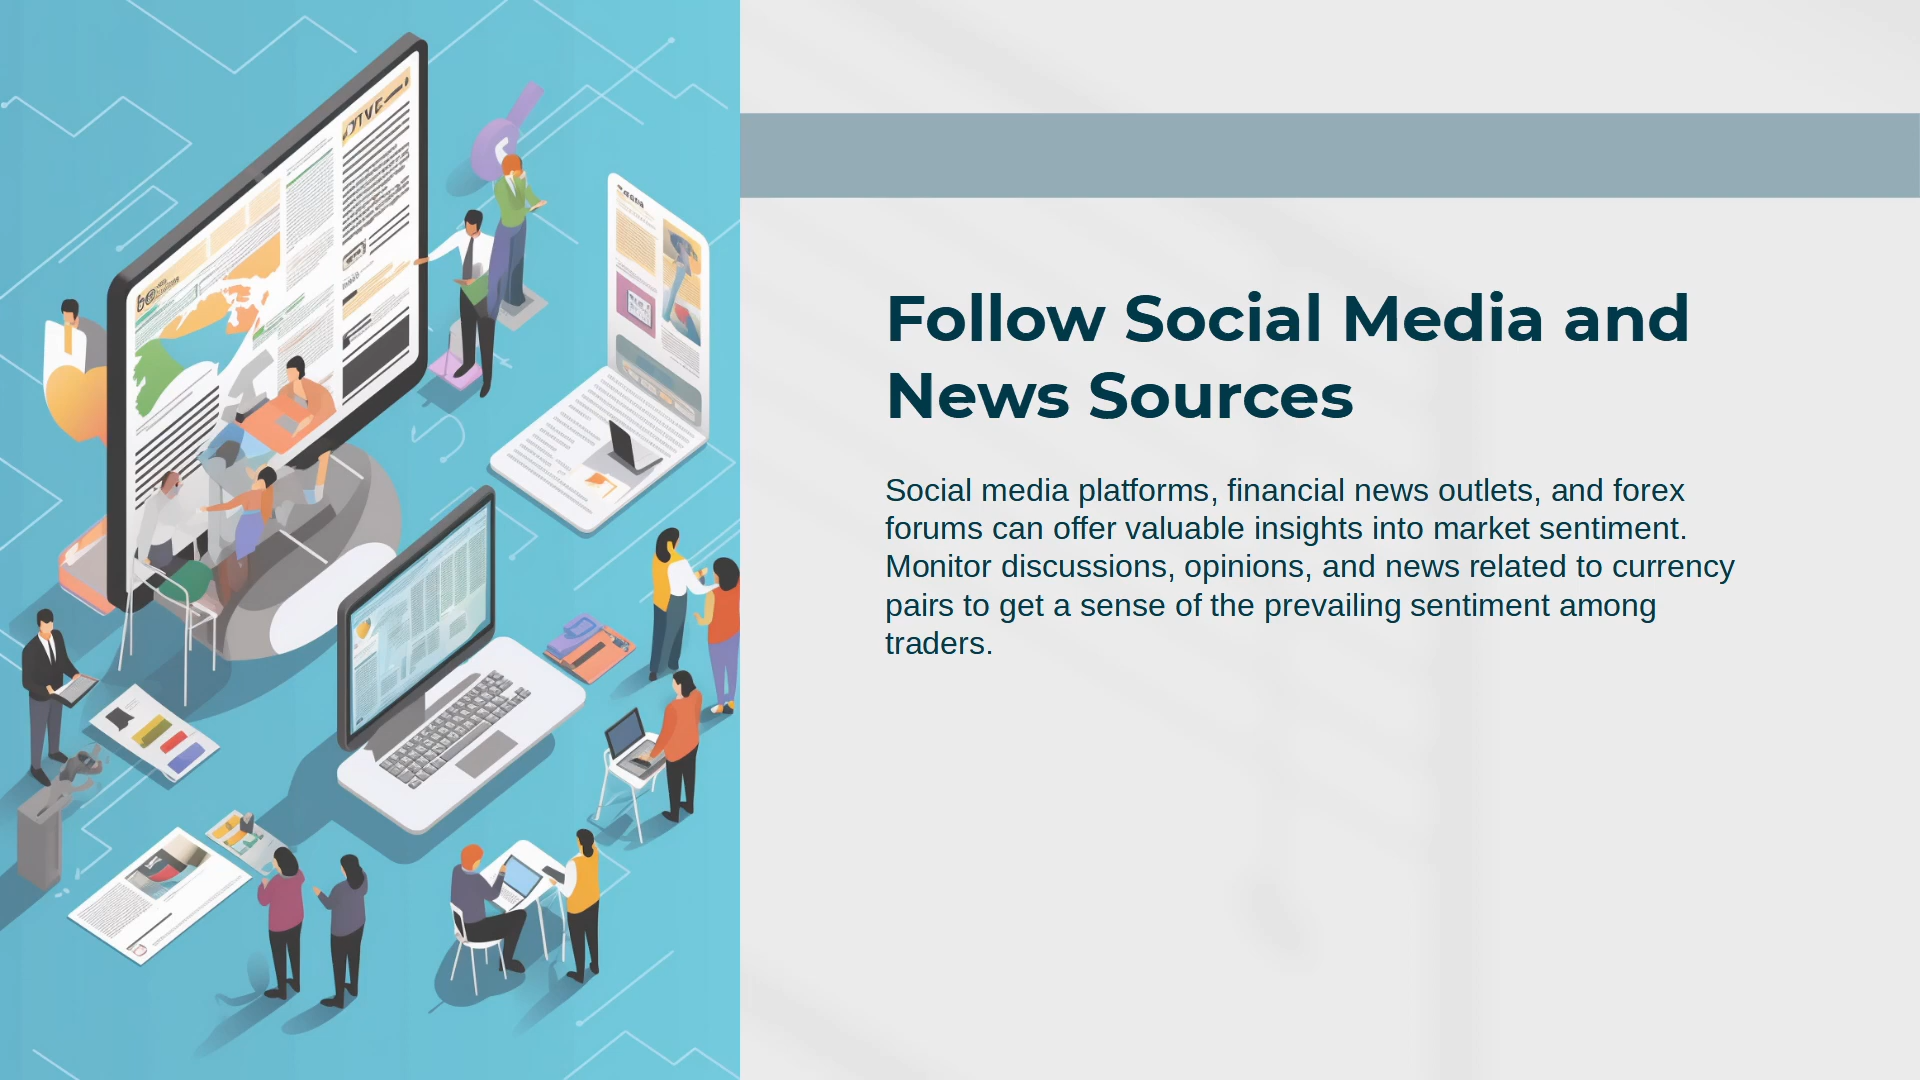 Follow Social Media and
News Sources
Social media platforms, financial news outlets, and forex
forums can offer valuable insights into market sentiment.
Monitor discussions, opinions, and news related to currency
pairs to get a sense of the prevailing sentiment among
traders.